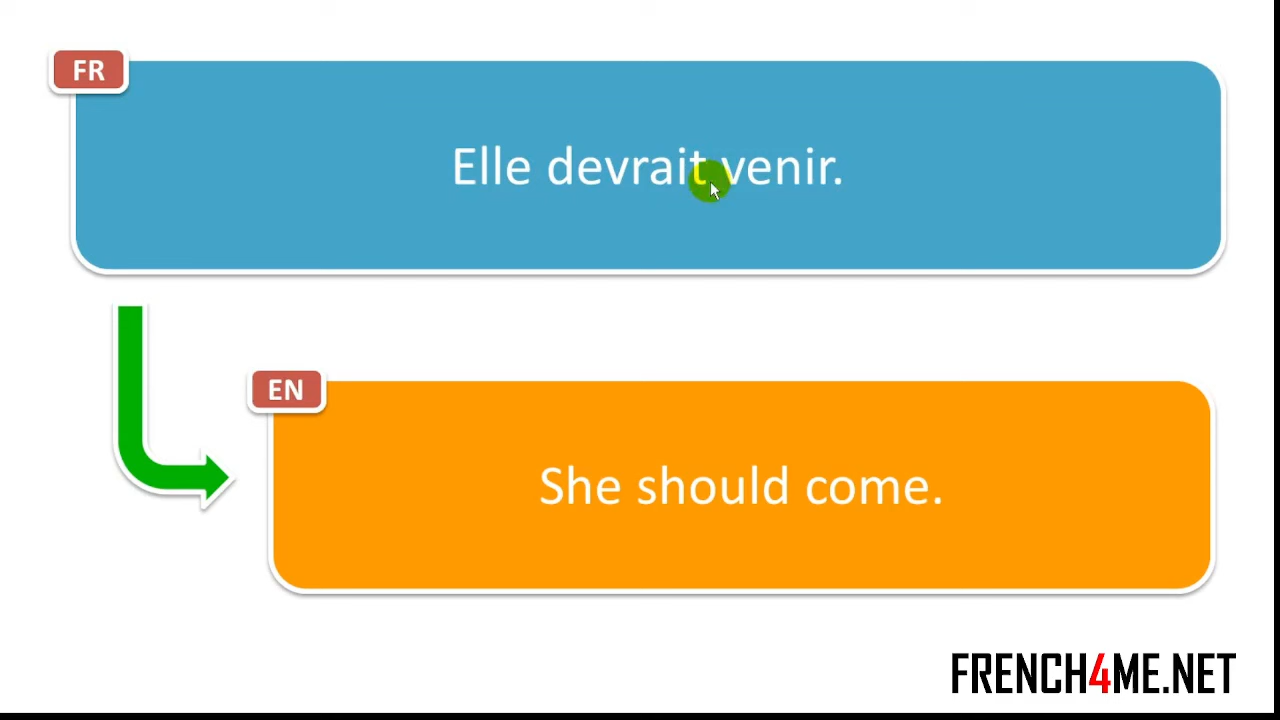 FR
Elle devrait venir.
EN
She should come.
FRENCH4ME.NET